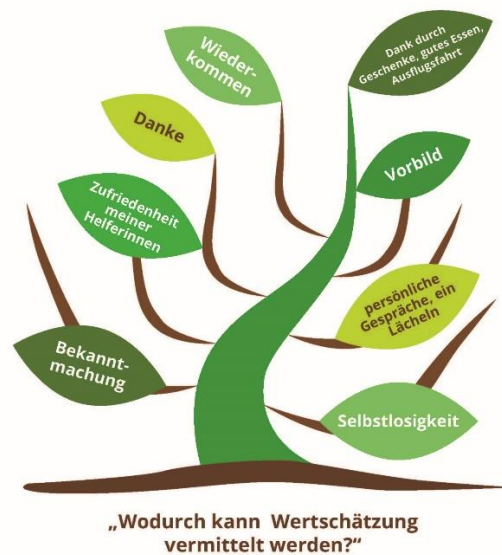 Dank durch
Geschenke, gutes Essen,
Ausflugsfahrt
Wieder-
kommen
Danke
Vorbild
Zufriedenheit
meiner
Helferinnen
persönliche
Gespräche, ein
Lächeln
Bekannt-
machung
Selbstlosigkeit
„Wodurch kann Wertschätzung
vermittelt werden?“